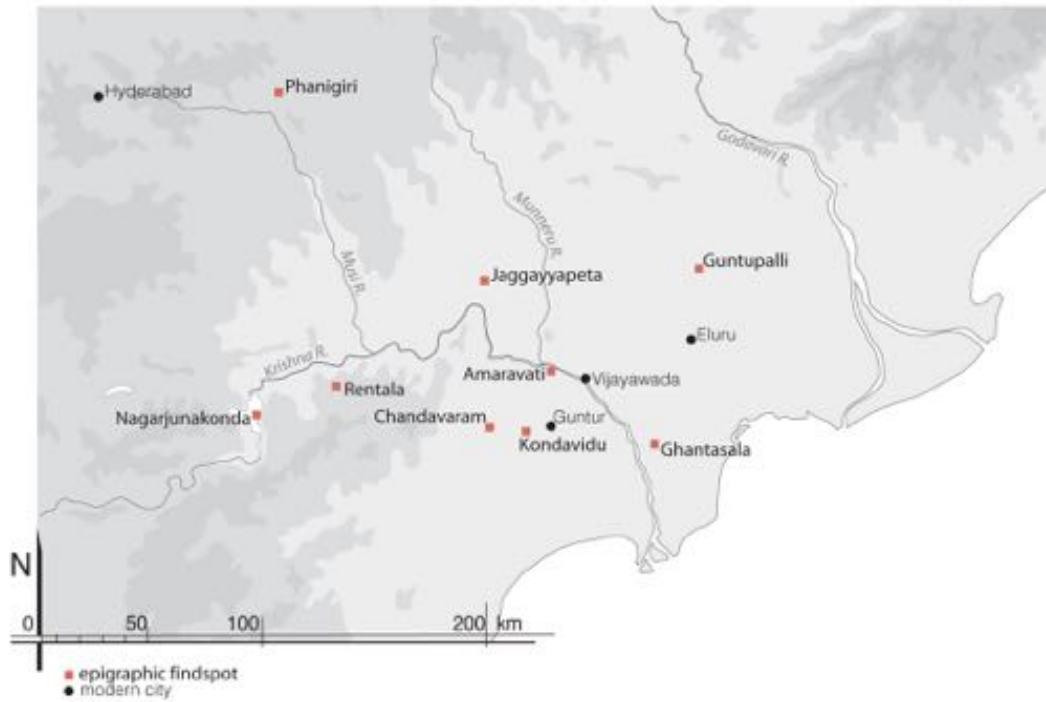 Hyderabad
Phanigiri
Godavari R.
Munneru R.
Musi R.
Jaggayyapeta
Guntupalli
Krishna R.
Eluru
Amaravati
Vijayawada
Rentala
Nagarjunakonda
Chandavaram
Guntur
Kondavidu
Ghantasala
N
0 50 100 200 km
epigraphic findspot
modern city